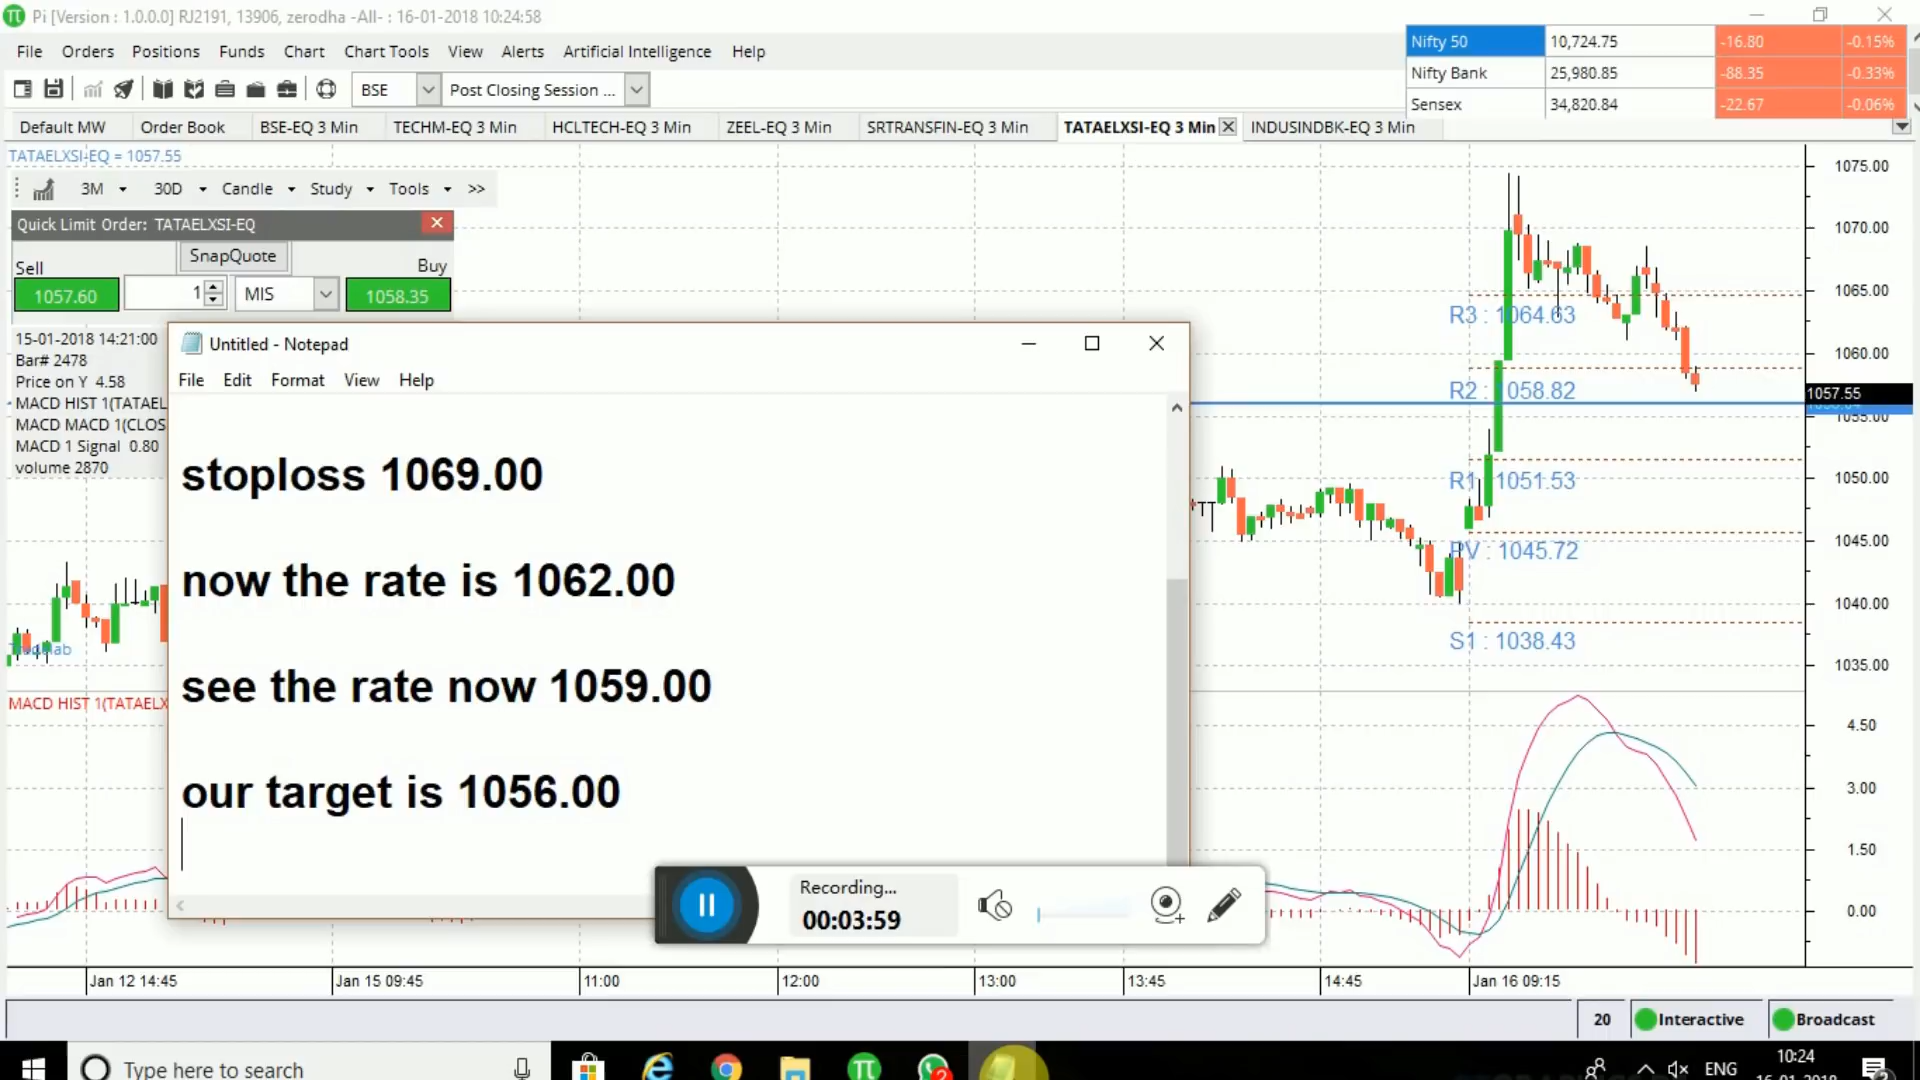 Pi [Version : 1.0.0.0] RJ2191, 13906, zerodha -All- : 16-01-2018 10:24:58
File Orders Positions Funds Chart Chart Tools View Alerts Artificial Intelligence Help
Nifty 50 10,724.75 -16.80 -0.15%
Nifty Bank 25,980.85 -88.35 -0.33%
Sensex 34,820.84 -22.67 -0.06%
BSE Post Closing Session ...
Default MW Order Book BSE-EQ 3 Min TECHM-EQ 3 Min HCLTECH-EQ 3 Min ZEEL-EQ 3 Min SRTRANSFIN-EQ 3 Min TATAELXSI-EQ 3 Min INDUSINDBK-EQ 3 Min
TATAELXSI-EQ = 1057.55
3M 30D Candle Study Tools >>
Quick Limit Order: TATAELXSI-EQ
SnapQuote
Sell Buy
1057.60 1 MIS 1058.35
15-01-2018 14:21:00
Bar# 2478
Price on Y 4.58
MACD HIST 1(TATAEL
MACD MACD 1(CLOS
MACD 1 Signal 0.80
volume 2870
MACD HIST 1(TATAELX
Untitled - Notepad
File Edit Format View Help
stoploss 1069.00
now the rate is 1062.00
see the rate now 1059.00
our target is 1056.00
Recording...
00:03:59
R3 : 1064.63
R2 : 1058.82
R1 : 1051.53
PV : 1045.72
S1 : 1038.43
1075.00
1070.00
1065.00
1060.00
1057.55
1055.00
1050.00
1045.00
1040.00
1035.00
4.50
3.00
1.50
0.00
Jan 12 14:45 Jan 15 09:45 11:00 12:00 13:00 13:45 14:45 Jan 16 09:15
20 Interactive Broadcast
Type here to search
2
ENG
10:24
16-01-2018